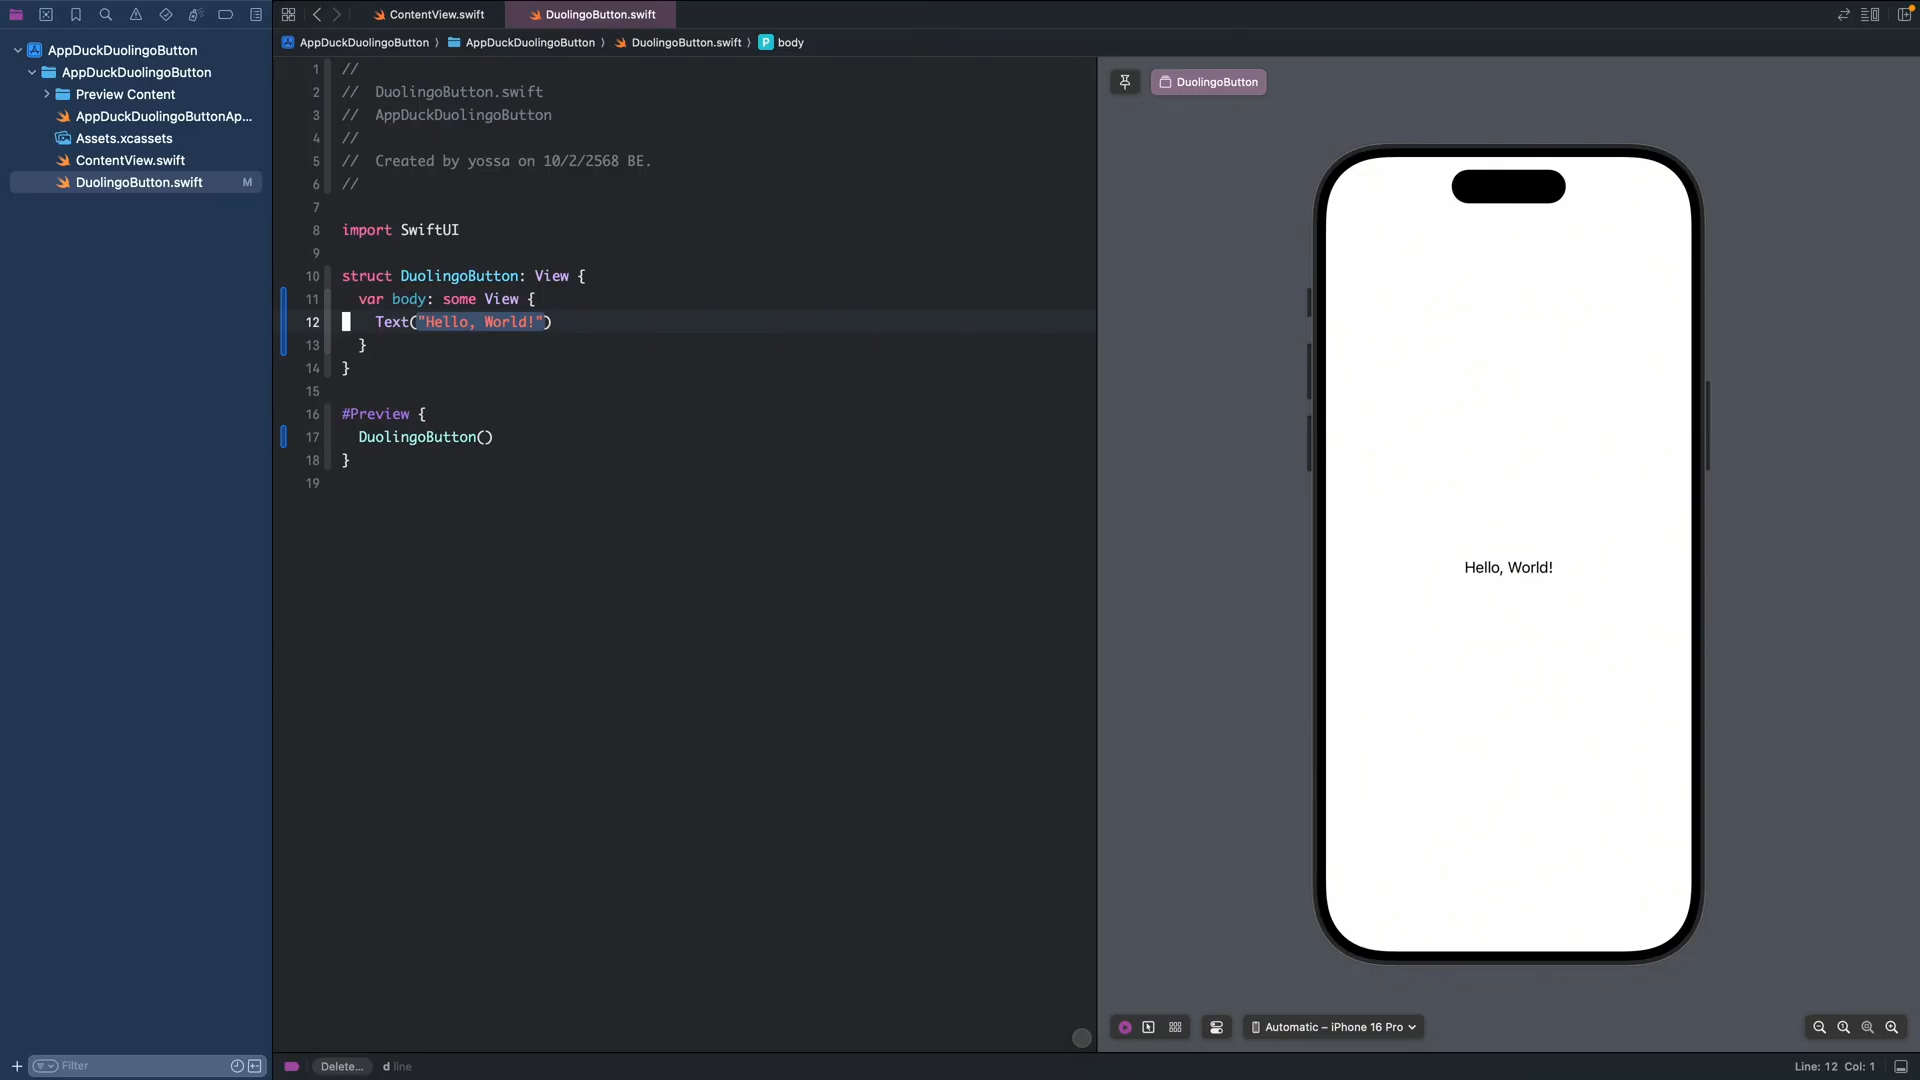 ContentView.swift
DuolingoButton.swift
AppDuckDuolingoButton
AppDuckDuolingoButton
Preview Content
AppDuckDuolingoButtonAp...
Assets.xcassets
ContentView.swift
DuolingoButton.swift M
AppDuckDuolingoButton 〉 AppDuckDuolingoButton 〉 DuolingoButton.swift 〉 P body
1 //
2 //  DuolingoButton.swift
3 //  AppDuckDuolingoButton
4 //
5 //  Created by yossa on 10/2/2568 BE.
6 //
7
8 import SwiftUI
9
10 struct DuolingoButton: View {
11   var body: some View {
12     Text("Hello, World!")
13   }
14 }
15
16 #Preview {
17   DuolingoButton()
18 }
19
DuolingoButton
Hello, World!
Automatic – iPhone 16 Pro
Filter
Delete...
d line
Line: 12 Col: 1